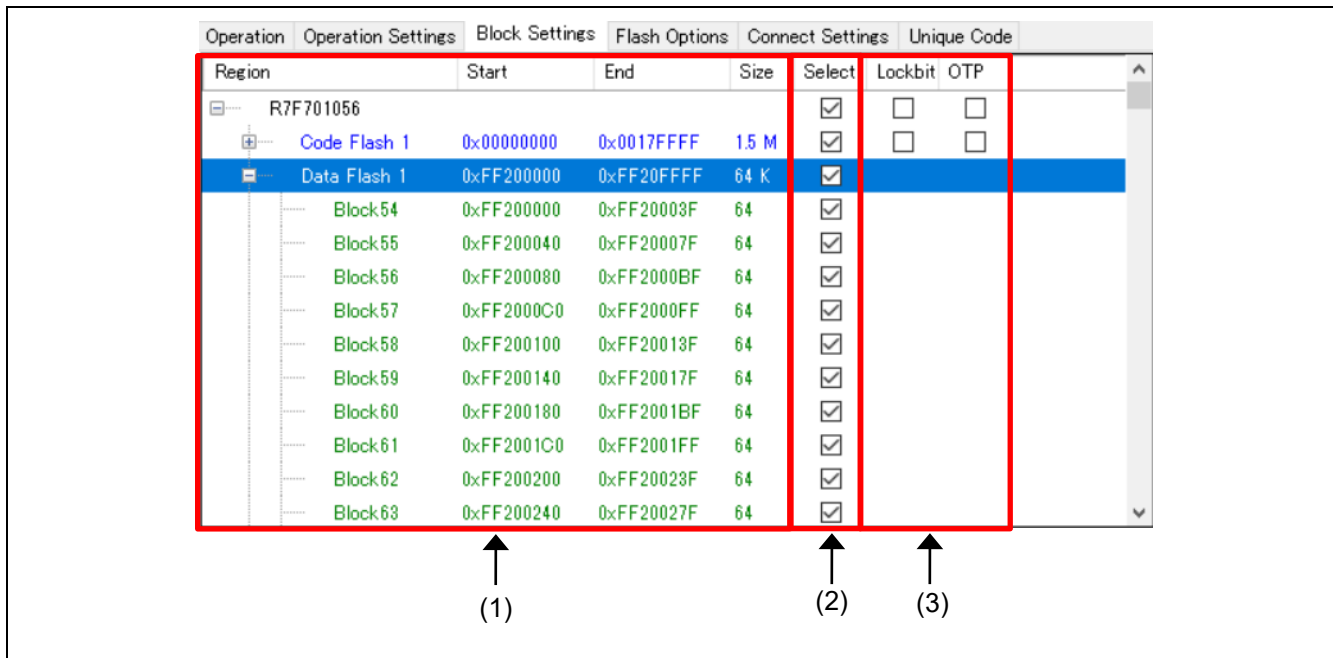 Operation Operation Settings Block Settings Flash Options Connect Settings Unique Code
Region Start End Size Select Lockbit OTP
R7F701056
Code Flash 1 0x00000000 0x0017FFFF 1.5 M
Data Flash 1 0xFF200000 0xFF20FFFF 64 K
Block54 0xFF200000 0xFF20003F 64
Block55 0xFF200040 0xFF20007F 64
Block56 0xFF200080 0xFF2000BF 64
Block57 0xFF2000C0 0xFF2000FF 64
Block58 0xFF200100 0xFF20013F 64
Block59 0xFF200140 0xFF20017F 64
Block60 0xFF200180 0xFF2001BF 64
Block61 0xFF2001C0 0xFF2001FF 64
Block62 0xFF200200 0xFF20023F 64
Block63 0xFF200240 0xFF20027F 64
(1) (2) (3)